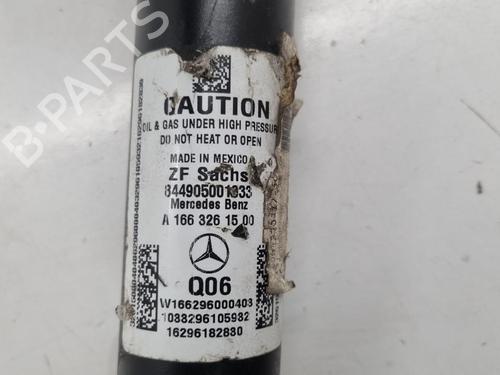 CAUTION
OIL & GAS UNDER HIGH PRESSURE
DO NOT HEAT OR OPEN
MADE IN MEXICO
ZF Sachs
844905001333
Mercedes Benz
A 166 326 15 00
Q06
W166296000403
1033296105932
16296182830
B-PARTS